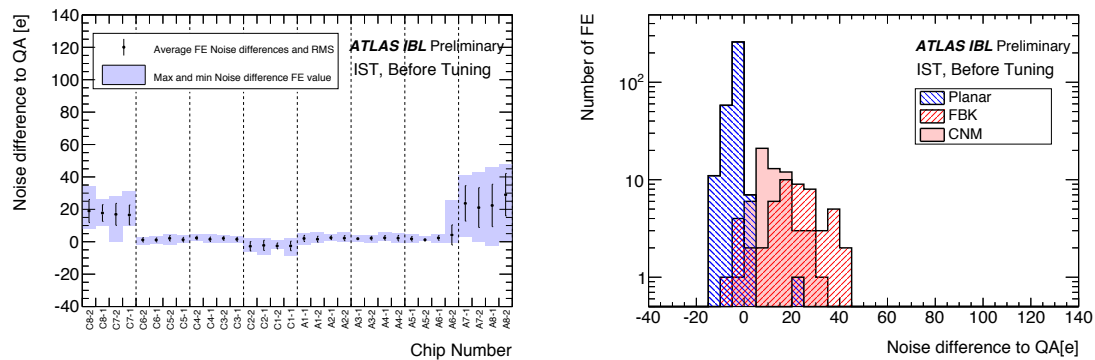 Noise difference to QA [e]
140
120
100
80
60
40
20
0
-20
-40
Average FE Noise differences and RMS
Max and min Noise difference FE value
ATLAS IBL Preliminary
IST, Before Tuning
C8-2 C8-1 C7-2 C7-1 C6-2 C6-1 C5-2 C5-1 C4-2 C4-1 C3-2 C3-1 C2-2 C2-1 C1-2 C1-1 A1-1 A1-2 A2-1 A2-2 A3-1 A3-2 A4-1 A4-2 A5-1 A5-2 A6-1 A6-2 A7-1 A7-2 A8-1 A8-2
Chip Number
Number of FE
10²
10
1
ATLAS IBL Preliminary
IST, Before Tuning
Planar
FBK
CNM
-40 -20 0 20 40 60 80 100 120 140
Noise difference to QA[e]